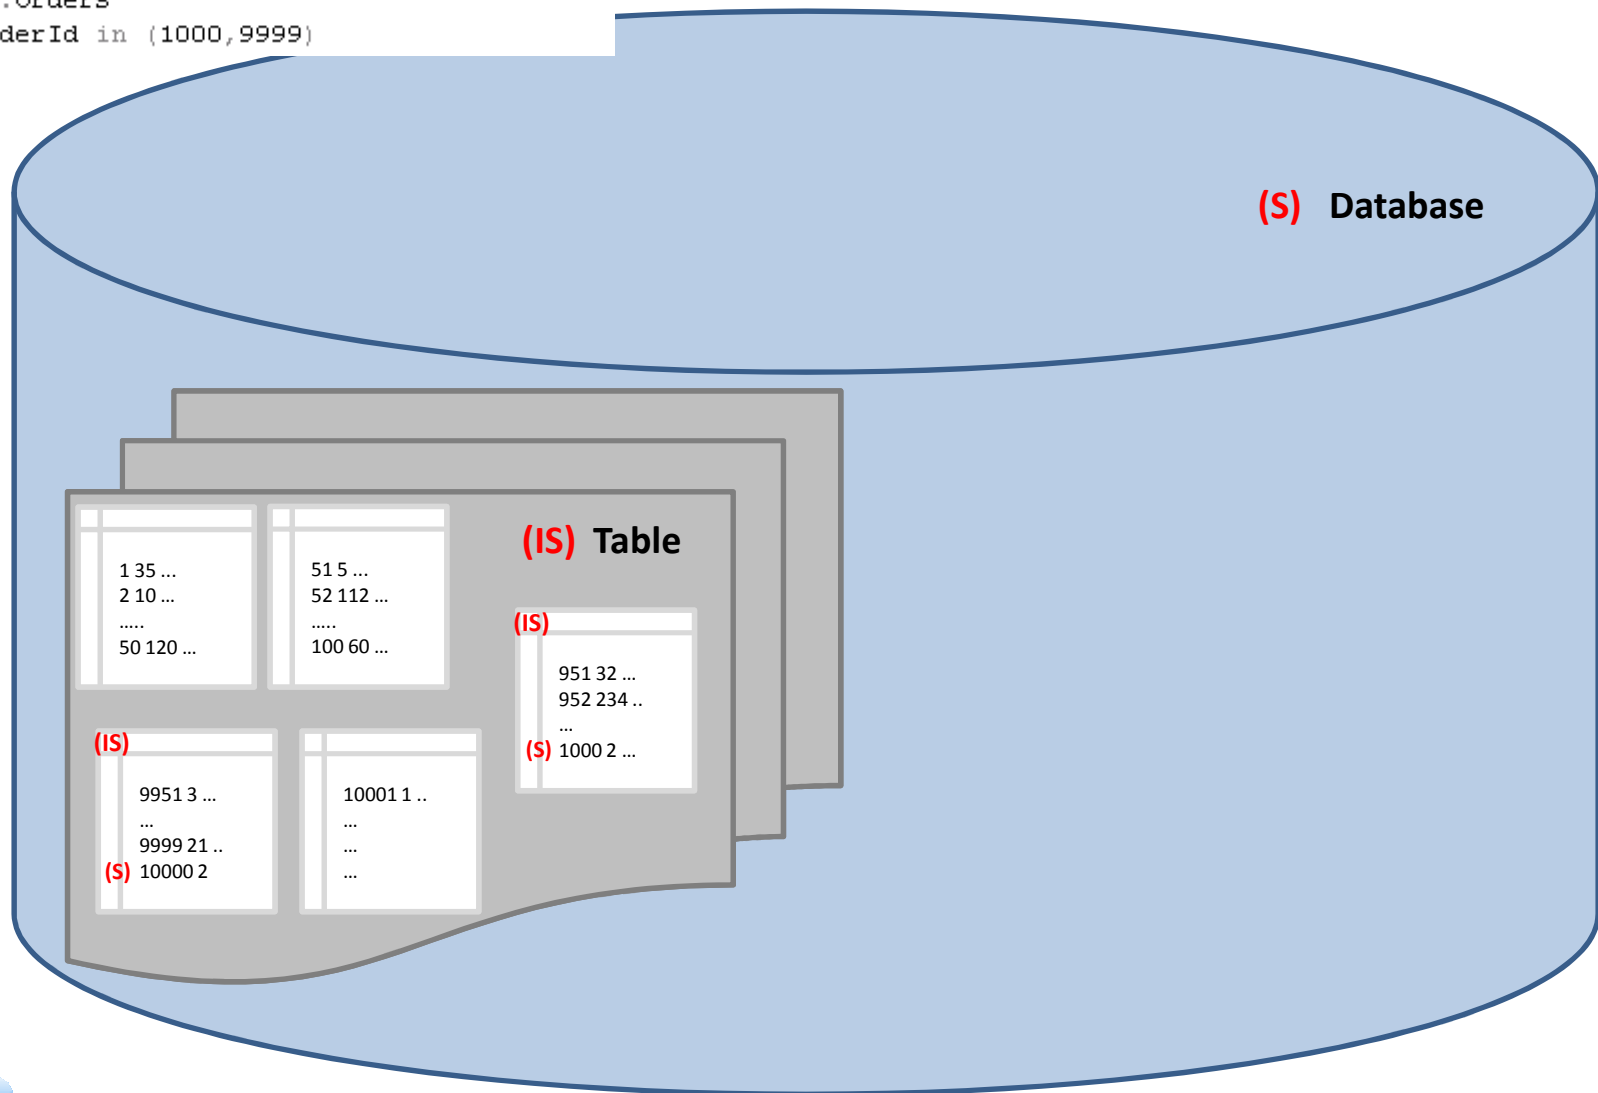 .Orders
derId in (1000,9999)
(S) Database
(IS) Table
1 35 ...
2 10 ...
.....
50 120 ...
51 5 ...
52 112 ...
.....
100 60 ...
(IS)
951 32 ...
952 234 ..
...
(S) 1000 2 ...
(IS)
9951 3 ...
...
9999 21 ..
(S) 10000 2
10001 1 ..
...
...
...